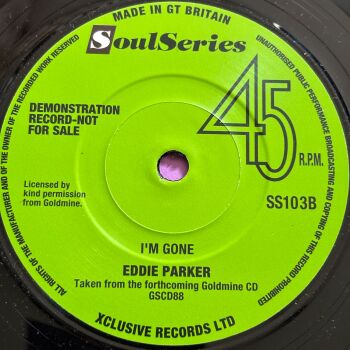 MADE IN GT BRITAIN
SoulSeries
DEMONSTRATION
RECORD-NOT
FOR SALE
45
R.P.M.
Licensed by
kind permission
from Goldmine.
SS103B
I'M GONE
EDDIE PARKER
Taken from the forthcoming Goldmine CD
GSCD88
XCLUSIVE RECORDS LTD
ALL RIGHTS OF THE MANUFACTURER AND OF THE OWNER OF THE RECORDED WORK RESERVED
UNAUTHORISED PUBLIC PERFORMANCE BROADCASTING AND COPYING OF THIS RECORD PROHIBITED